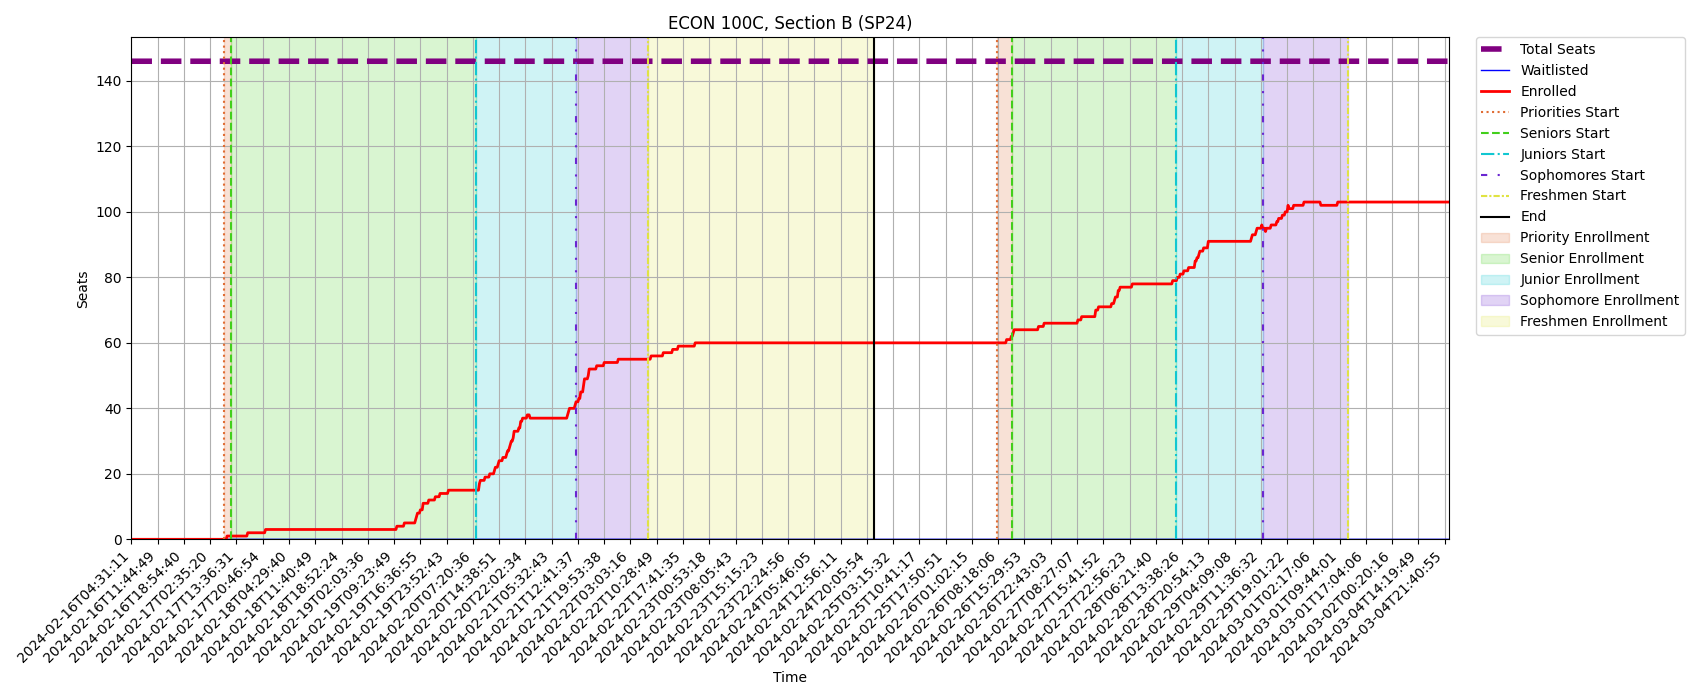 ECON 100C, Section B (SP24)
Seats
140
120
100
80
60
40
20
0
2024-02-16T04:31:11
2024-02-16T11:44:49
2024-02-16T18:54:40
2024-02-17T02:35:20
2024-02-17T13:36:31
2024-02-17T20:46:54
2024-02-18T04:29:40
2024-02-18T11:40:49
2024-02-18T18:52:24
2024-02-19T02:03:36
2024-02-19T09:23:49
2024-02-19T16:36:55
2024-02-19T23:52:43
2024-02-20T07:20:36
2024-02-20T14:38:51
2024-02-20T22:02:34
2024-02-21T05:32:43
2024-02-21T12:41:37
2024-02-21T19:53:38
2024-02-22T03:03:16
2024-02-22T10:28:49
2024-02-22T17:41:35
2024-02-23T00:53:18
2024-02-23T08:05:43
2024-02-23T15:15:23
2024-02-23T22:24:56
2024-02-24T05:46:05
2024-02-24T12:56:11
2024-02-24T20:05:54
2024-02-25T03:15:32
2024-02-25T10:41:17
2024-02-25T17:50:51
2024-02-26T01:02:15
2024-02-26T08:18:06
2024-02-26T15:29:53
2024-02-26T22:43:03
2024-02-27T08:27:07
2024-02-27T15:41:52
2024-02-27T22:56:23
2024-02-28T06:21:40
2024-02-28T13:38:26
2024-02-28T20:54:13
2024-02-29T04:09:08
2024-02-29T11:36:32
2024-02-29T19:01:22
2024-03-01T02:17:06
2024-03-01T09:44:01
2024-03-01T17:04:06
2024-03-02T00:20:16
2024-03-04T14:19:49
2024-03-04T21:40:55
Time
Total Seats
Waitlisted
Enrolled
Priorities Start
Seniors Start
Juniors Start
Sophomores Start
Freshmen Start
End
Priority Enrollment
Senior Enrollment
Junior Enrollment
Sophomore Enrollment
Freshmen Enrollment